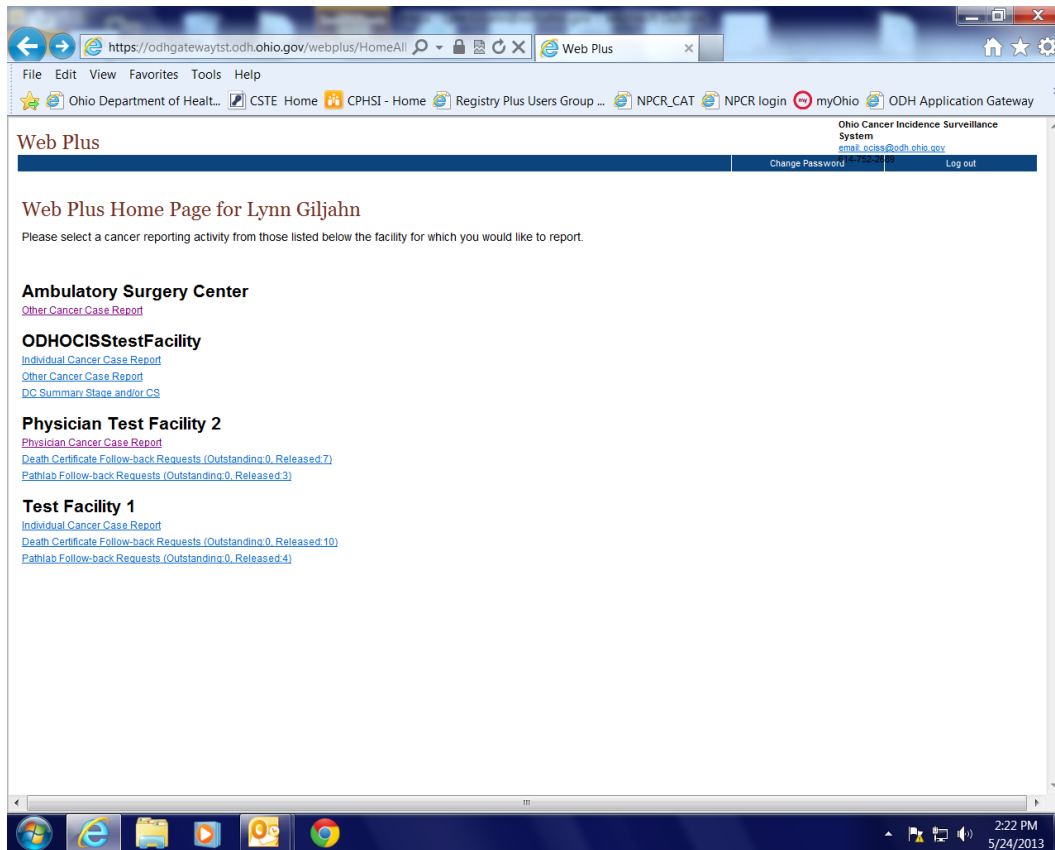 https://odhgatewaytst.odh.ohio.gov/webplus/HomeAll
Web Plus
File Edit View Favorites Tools Help
Ohio Department of Healt... CSTE Home CPHSI - Home Registry Plus Users Group ... NPCR_CAT NPCR login my myOhio ODH Application Gateway
Web Plus
Ohio Cancer Incidence Surveillance
System
email: ociss@odh.ohio.gov
614-752-2689
Change Password Log out
Web Plus Home Page for Lynn Giljahn
Please select a cancer reporting activity from those listed below the facility for which you would like to report.
Ambulatory Surgery Center
Other Cancer Case Report
ODHOCISStestFacility
Individual Cancer Case Report
Other Cancer Case Report
DC Summary Stage and/or CS
Physician Test Facility 2
Physician Cancer Case Report
Death Certificate Follow-back Requests (Outstanding:0, Released:7)
Pathlab Follow-back Requests (Outstanding:0, Released:3)
Test Facility 1
Individual Cancer Case Report
Death Certificate Follow-back Requests (Outstanding:0, Released:10)
Pathlab Follow-back Requests (Outstanding:0, Released:4)
2:22 PM
5/24/2013